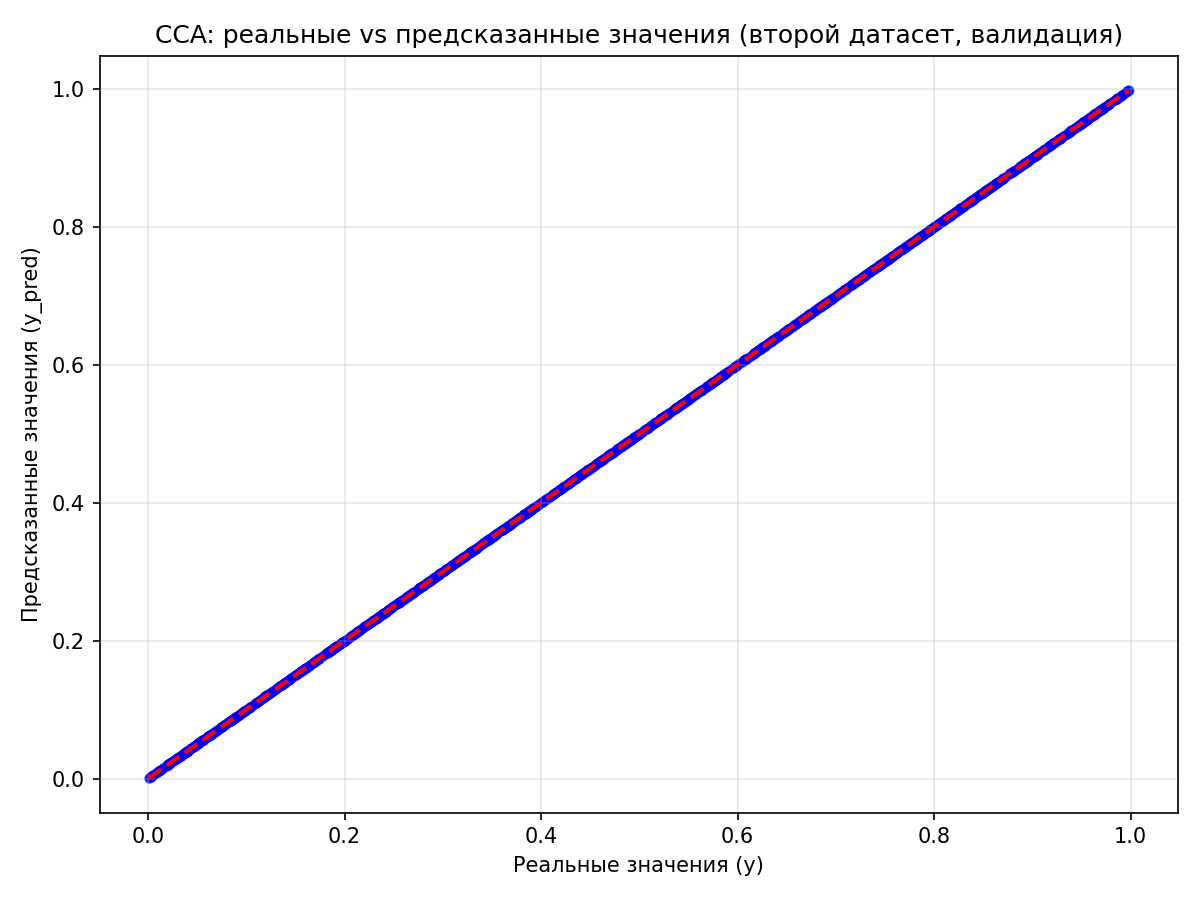 CCA: реальные vs предсказанные значения (второй датасет, валидация)
1.0
0.8
0.6
0.4
0.2
0.0
Предсказанные значения (y_pred)
0.0 0.2 0.4 0.6 0.8 1.0
Реальные значения (y)